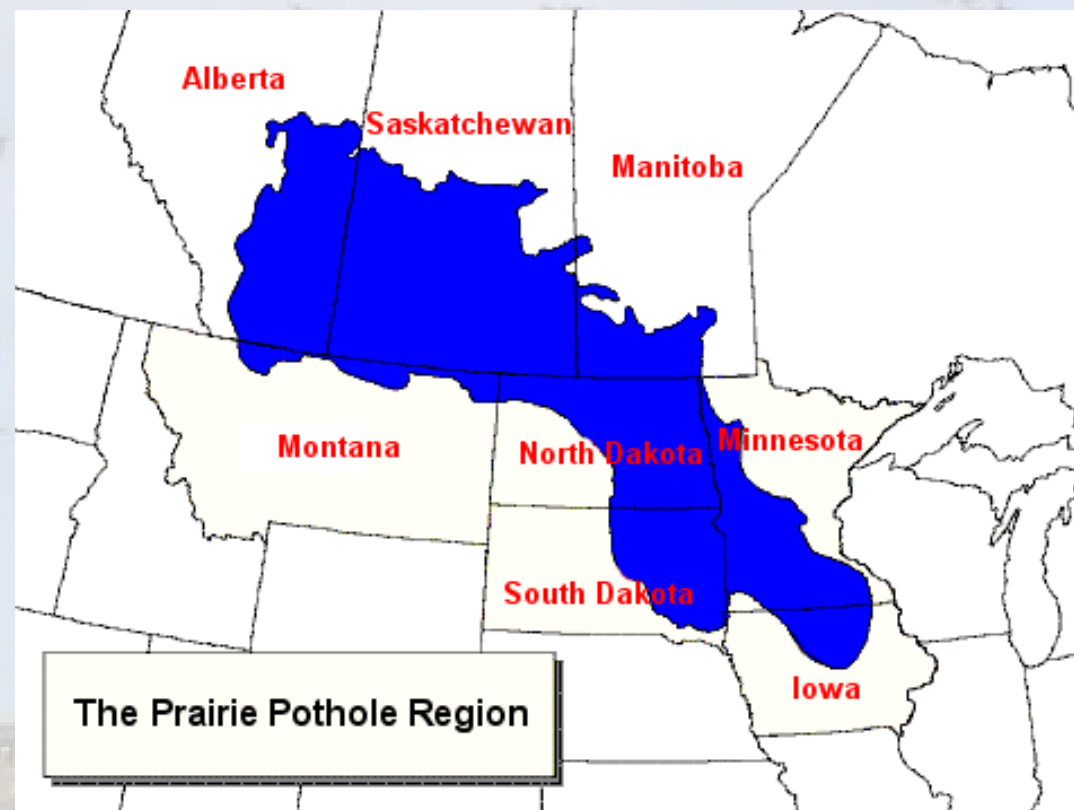 Alberta
Saskatchewan
Manitoba
Montana
North Dakota
Minnesota
South Dakota
Iowa
The Prairie Pothole Region